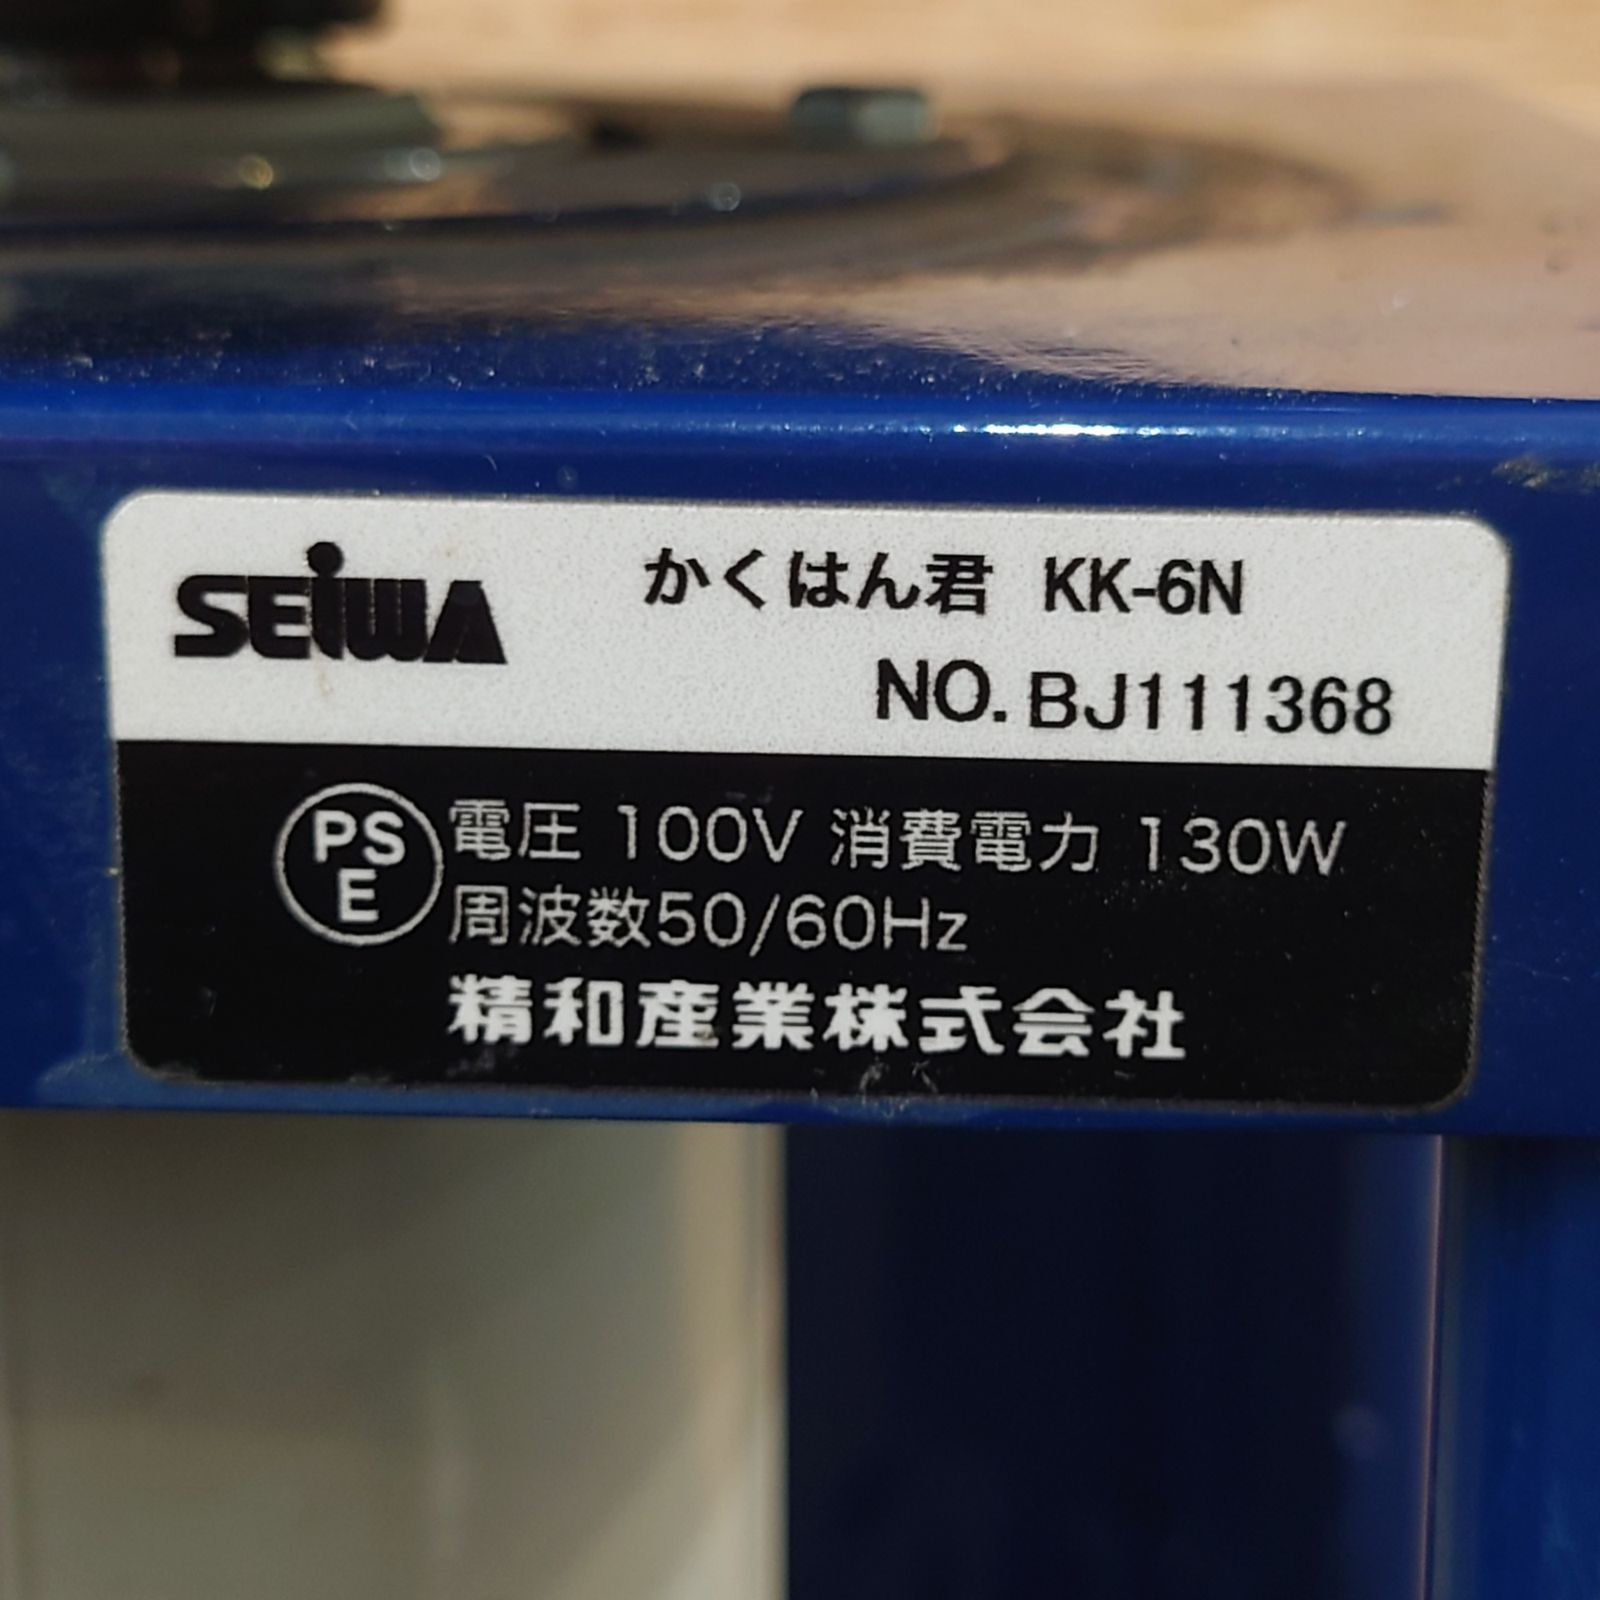 SEiWA
かくはん君 KK-6N
NO. BJ111368
PS
E
電圧 100V 消費電力 130W
周波数50/60Hz
精和産業株式会社